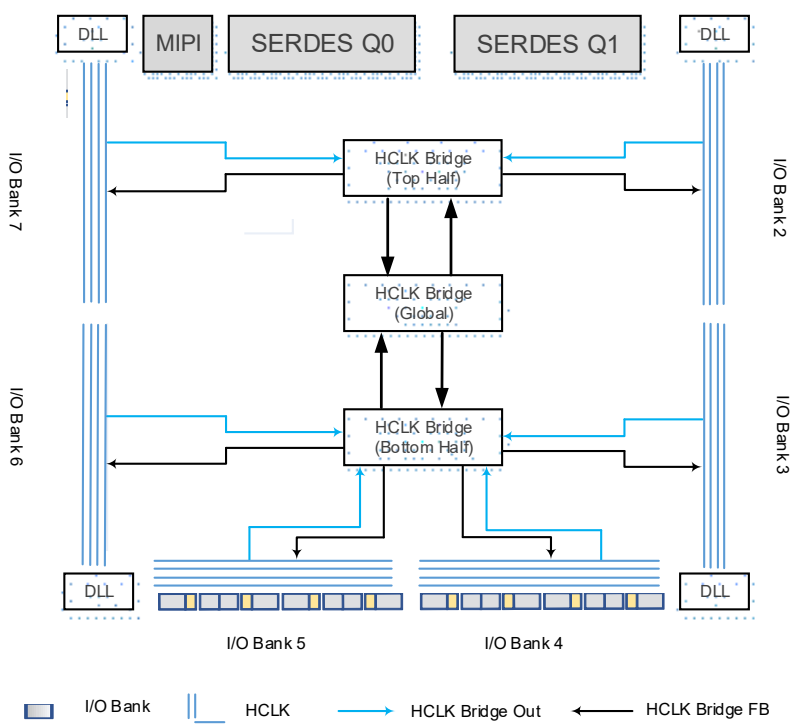 DLL
MIPI
SERDES Q0
SERDES Q1
DLL
I/O Bank 7
HCLK Bridge
(Top Half)
I/O Bank 2
HCLK Bridge
(Global)
I/O Bank 6
HCLK Bridge
(Bottom Half)
I/O Bank 3
DLL
DLL
I/O Bank 5
I/O Bank 4
I/O Bank
HCLK
HCLK Bridge Out
HCLK Bridge FB